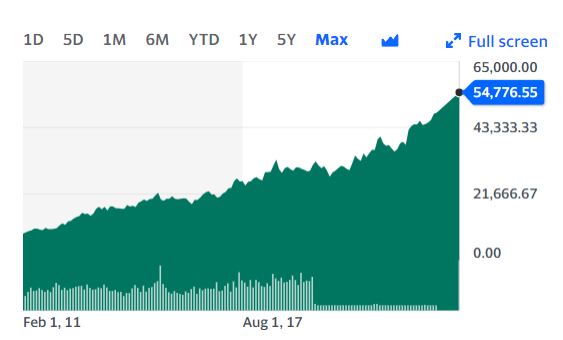 1D 5D 1M 6M YTD 1Y 5Y Max Full screen
65,000.00
54,776.55
43,333.33
21,666.67
0.00
Feb 1, 11 Aug 1, 17